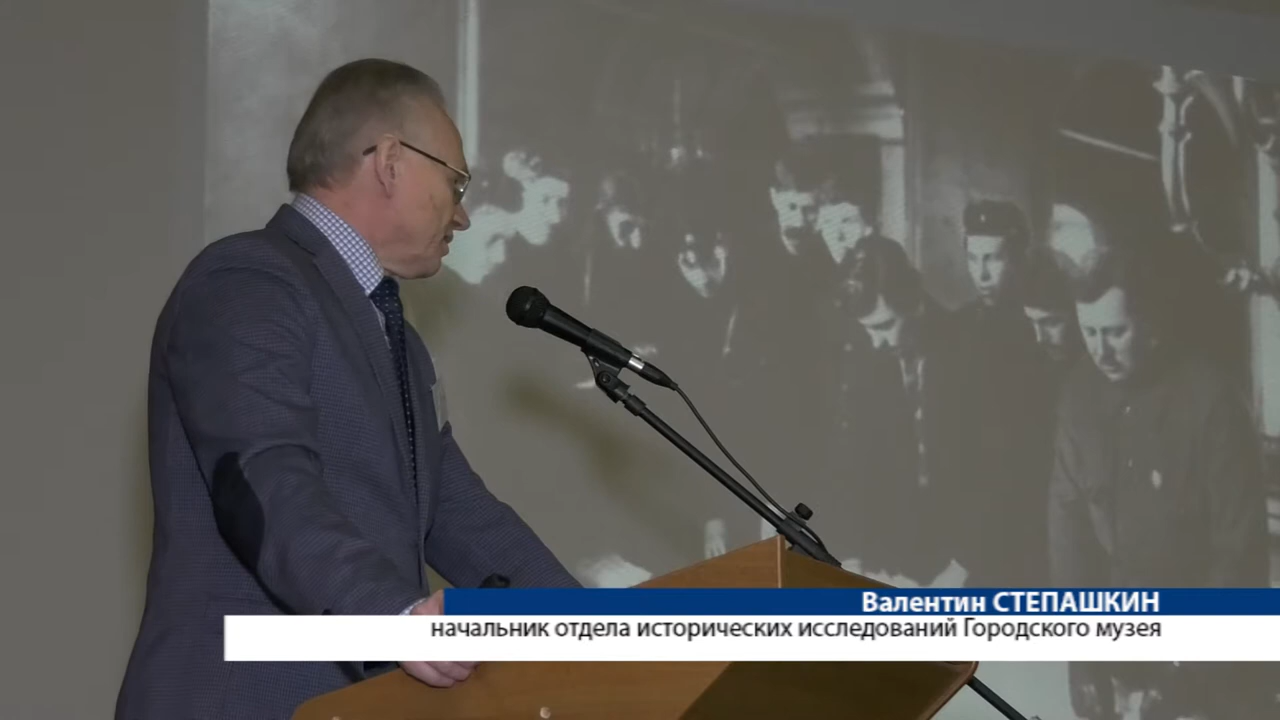 Валентин СТЕПАШКИН
начальник отдела исторических исследований Городского музея